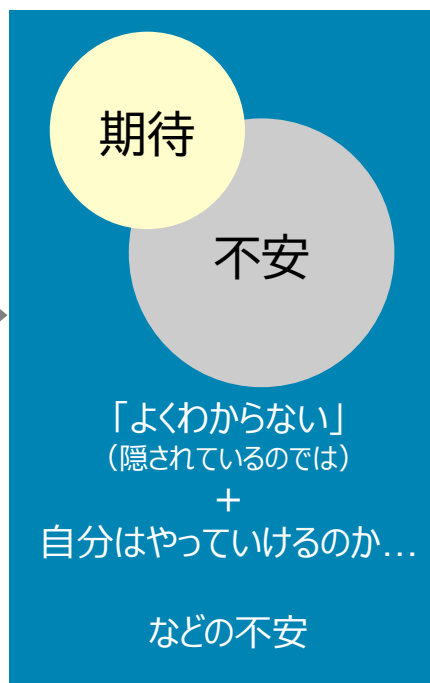 期待
不安
「よくわからない」
（隠されているのでは）
＋
自分はやっていけるのか…
などの不安